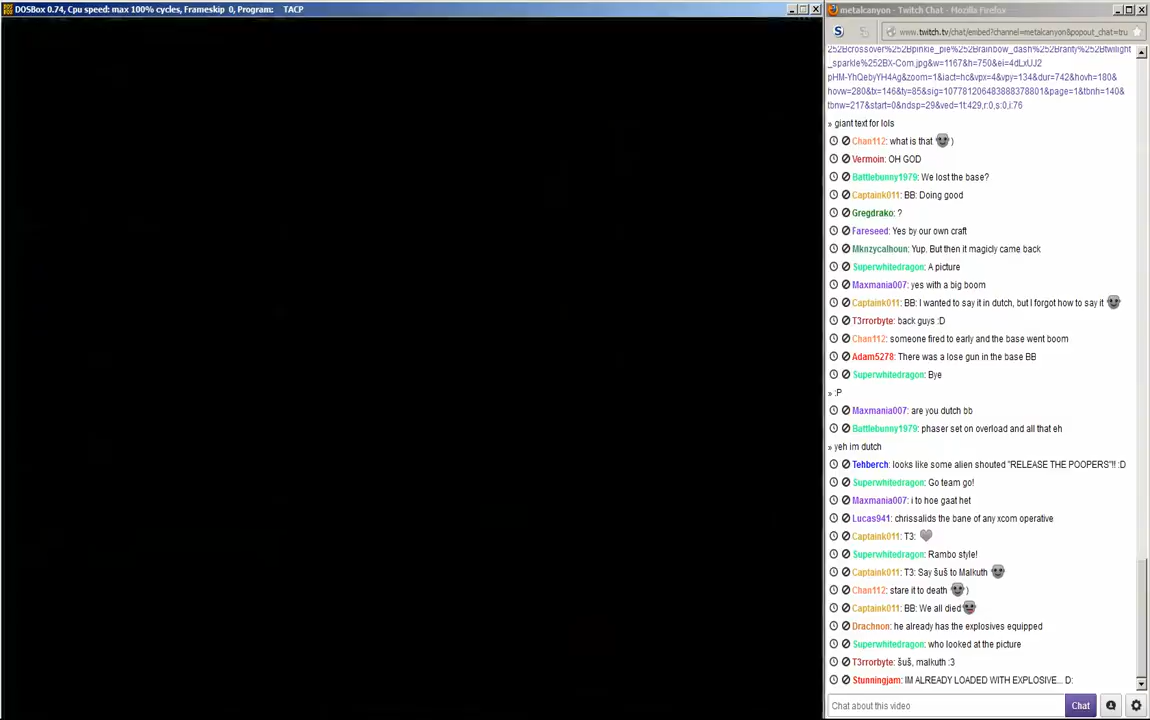 DOSBox 0.74, Cpu speed: max 100% cycles, Frameskip 0, Program: TACP
metalcanyon - Twitch Chat - Mozilla Firefox
www.twitch.tv/chat/embed?channel=metalcanyon&popout_chat=tru
252Bcrossover%252Bpinkie_pie%252Brainbow_dash%252Branty%252Btwilight
_sparkle%252BX-Com.jpg&w=1167&h=750&ei=4dLxUJ2
pHM-YhQebyYH4Ag&zoom=1&iact=hc&vpx=4&vpy=134&dur=742&hovh=180&
hovw=280&tx=146&ty=85&sig=107781206483888378801&page=1&tbnh=140&
tbnw=217&start=0&ndsp=29&ved=1t:429,r:0,s:0,i:76
» giant text for lols
Chan112: what is that )
Vermoin: OH GOD
Battlebunny1979: We lost the base?
Captaink011: BB: Doing good
Gregdrako: ?
Fareseed: Yes by our own craft
Mknzycalhoun: Yup. But then it magicly came back
Superwhitedragon: A picture
Maxmania007: yes with a big boom
Captaink011: BB: I wanted to say it in dutch, but I forgot how to say it
T3rrorbyte: back guys :D
Chan112: someone fired to early and the base went boom
Adam5278: There was a lose gun in the base BB
Superwhitedragon: Bye
» :P
Maxmania007: are you dutch bb
Battlebunny1979: phaser set on overload and all that eh
» yeh im dutch
Tehberch: looks like some alien shouted "RELEASE THE POOPERS"!! :D
Superwhitedragon: Go team go!
Maxmania007: i to hoe gaat het
Lucas941: chrissalids the bane of any xcom operative
Captaink011: T3:
Superwhitedragon: Rambo style!
Captaink011: T3: Say šuš to Malkuth
Chan112: stare it to death )
Captaink011: BB: We all died
Drachnon: he already has the explosives equipped
Superwhitedragon: who looked at the picture
T3rrorbyte: šuš, malkuth :3
Stunningjam: IM ALREADY LOADED WITH EXPLOSIVE... D:
Chat about this video
Chat